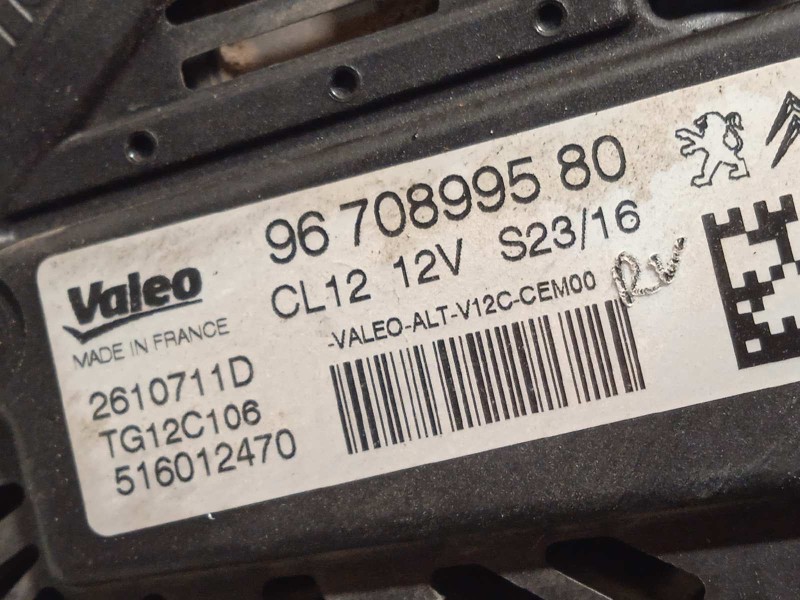 96 708995 80
CL12 12V S23/16
Valeo
MADE IN FRANCE
-VALEO-ALT-V12C-CEM00
2610711D
TG12C106
516012470